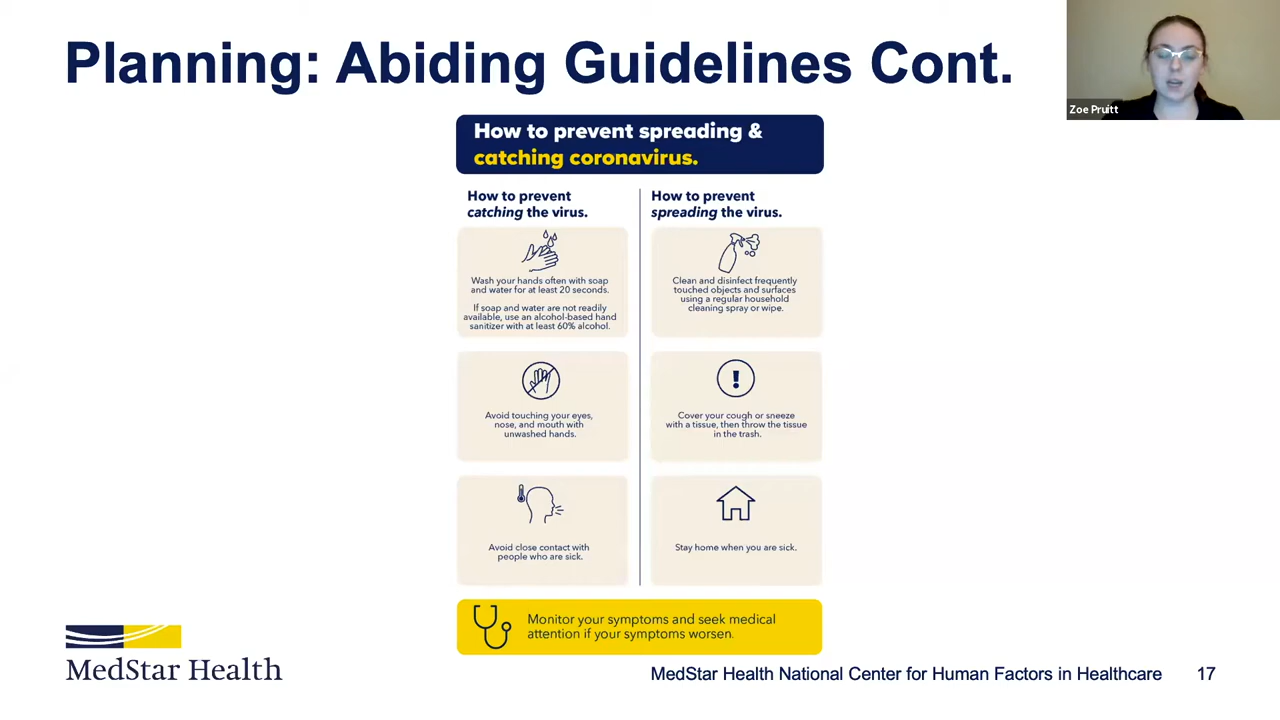 Planning: Abiding Guidelines Cont.
Zoe Pruitt
How to prevent spreading &
catching coronavirus.
How to prevent
catching the virus.
Wash your hands often with soap
and water for at least 20 seconds.
If soap and water are not readily
available, use an alcohol-based hand
sanitizer with at least 60% alcohol.
Avoid touching your eyes,
nose, and mouth with
unwashed hands.
Avoid close contact with
people who are sick.
How to prevent
spreading the virus.
Clean and disinfect frequently
touched objects and surfaces
using a regular household
cleaning spray or wipe.
Cover your cough or sneeze
with a tissue, then throw the tissue
in the trash.
Stay home when you are sick.
Monitor your symptoms and seek medical
attention if your symptoms worsen.
MedStar Health
MedStar Health National Center for Human Factors in Healthcare
17